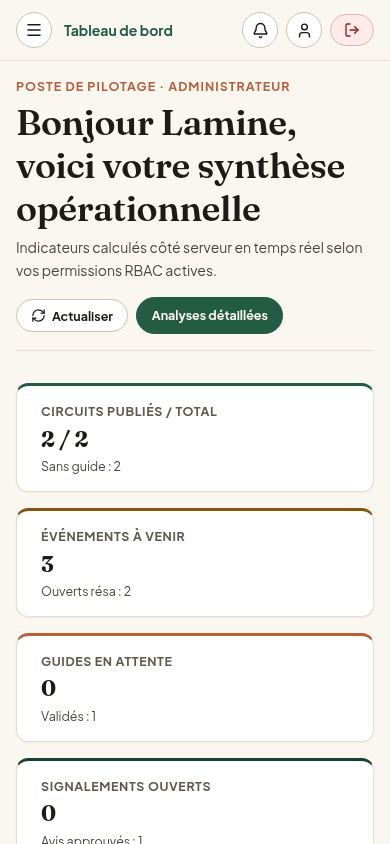 Tableau de bord
POSTE DE PILOTAGE · ADMINISTRATEUR
Bonjour Lamine,
voici votre synthèse
opérationnelle
Indicateurs calculés côté serveur en temps réel selon
vos permissions RBAC actives.
Actualiser
Analyses détaillées
CIRCUITS PUBLIÉS / TOTAL
2 / 2
Sans guide : 2
ÉVÉNEMENTS À VENIR
3
Ouverts résa : 2
GUIDES EN ATTENTE
0
Validés : 1
SIGNALEMENTS OUVERTS
0
Avis approuvés : 1